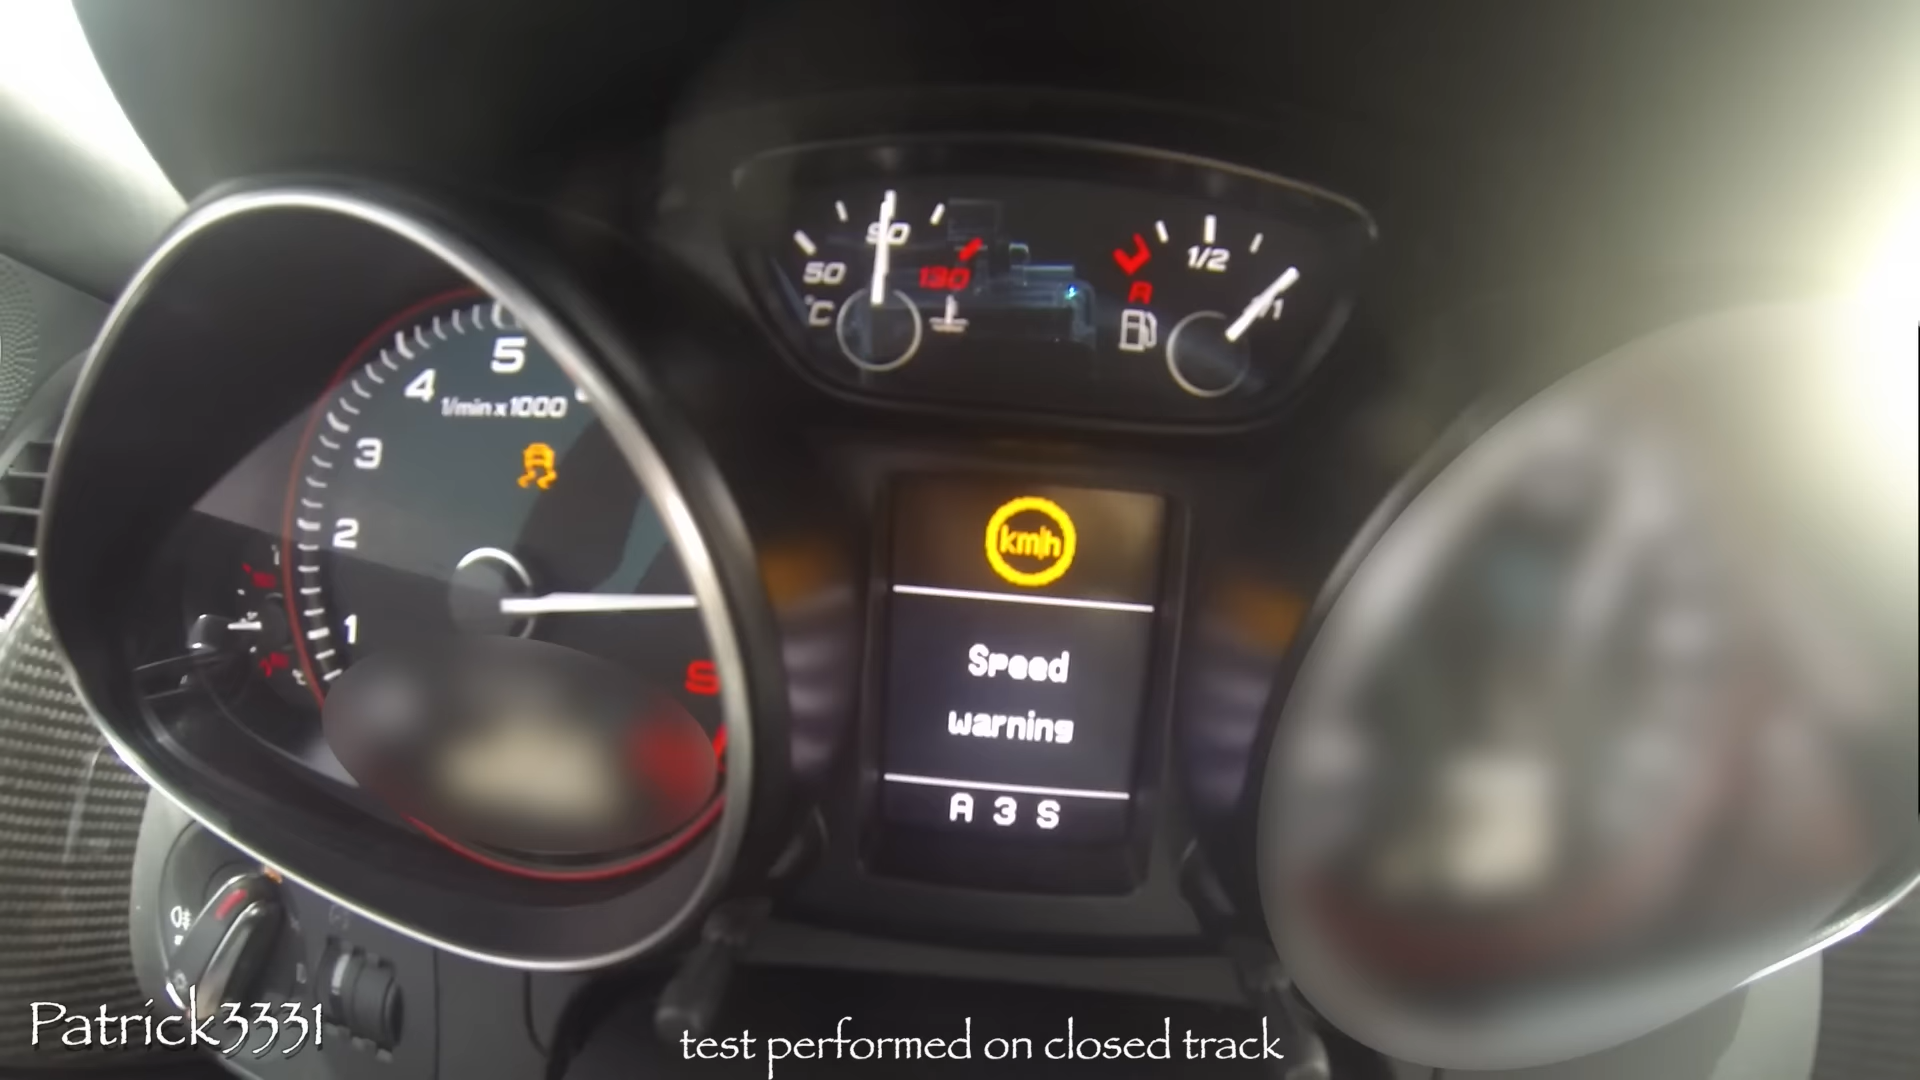 50
90
130
°C
1/2
R
1
5
4
1/min x 1000
3
2
1
S
km/h
Speed
warning
A 3 S
Patrick3331
test performed on closed track